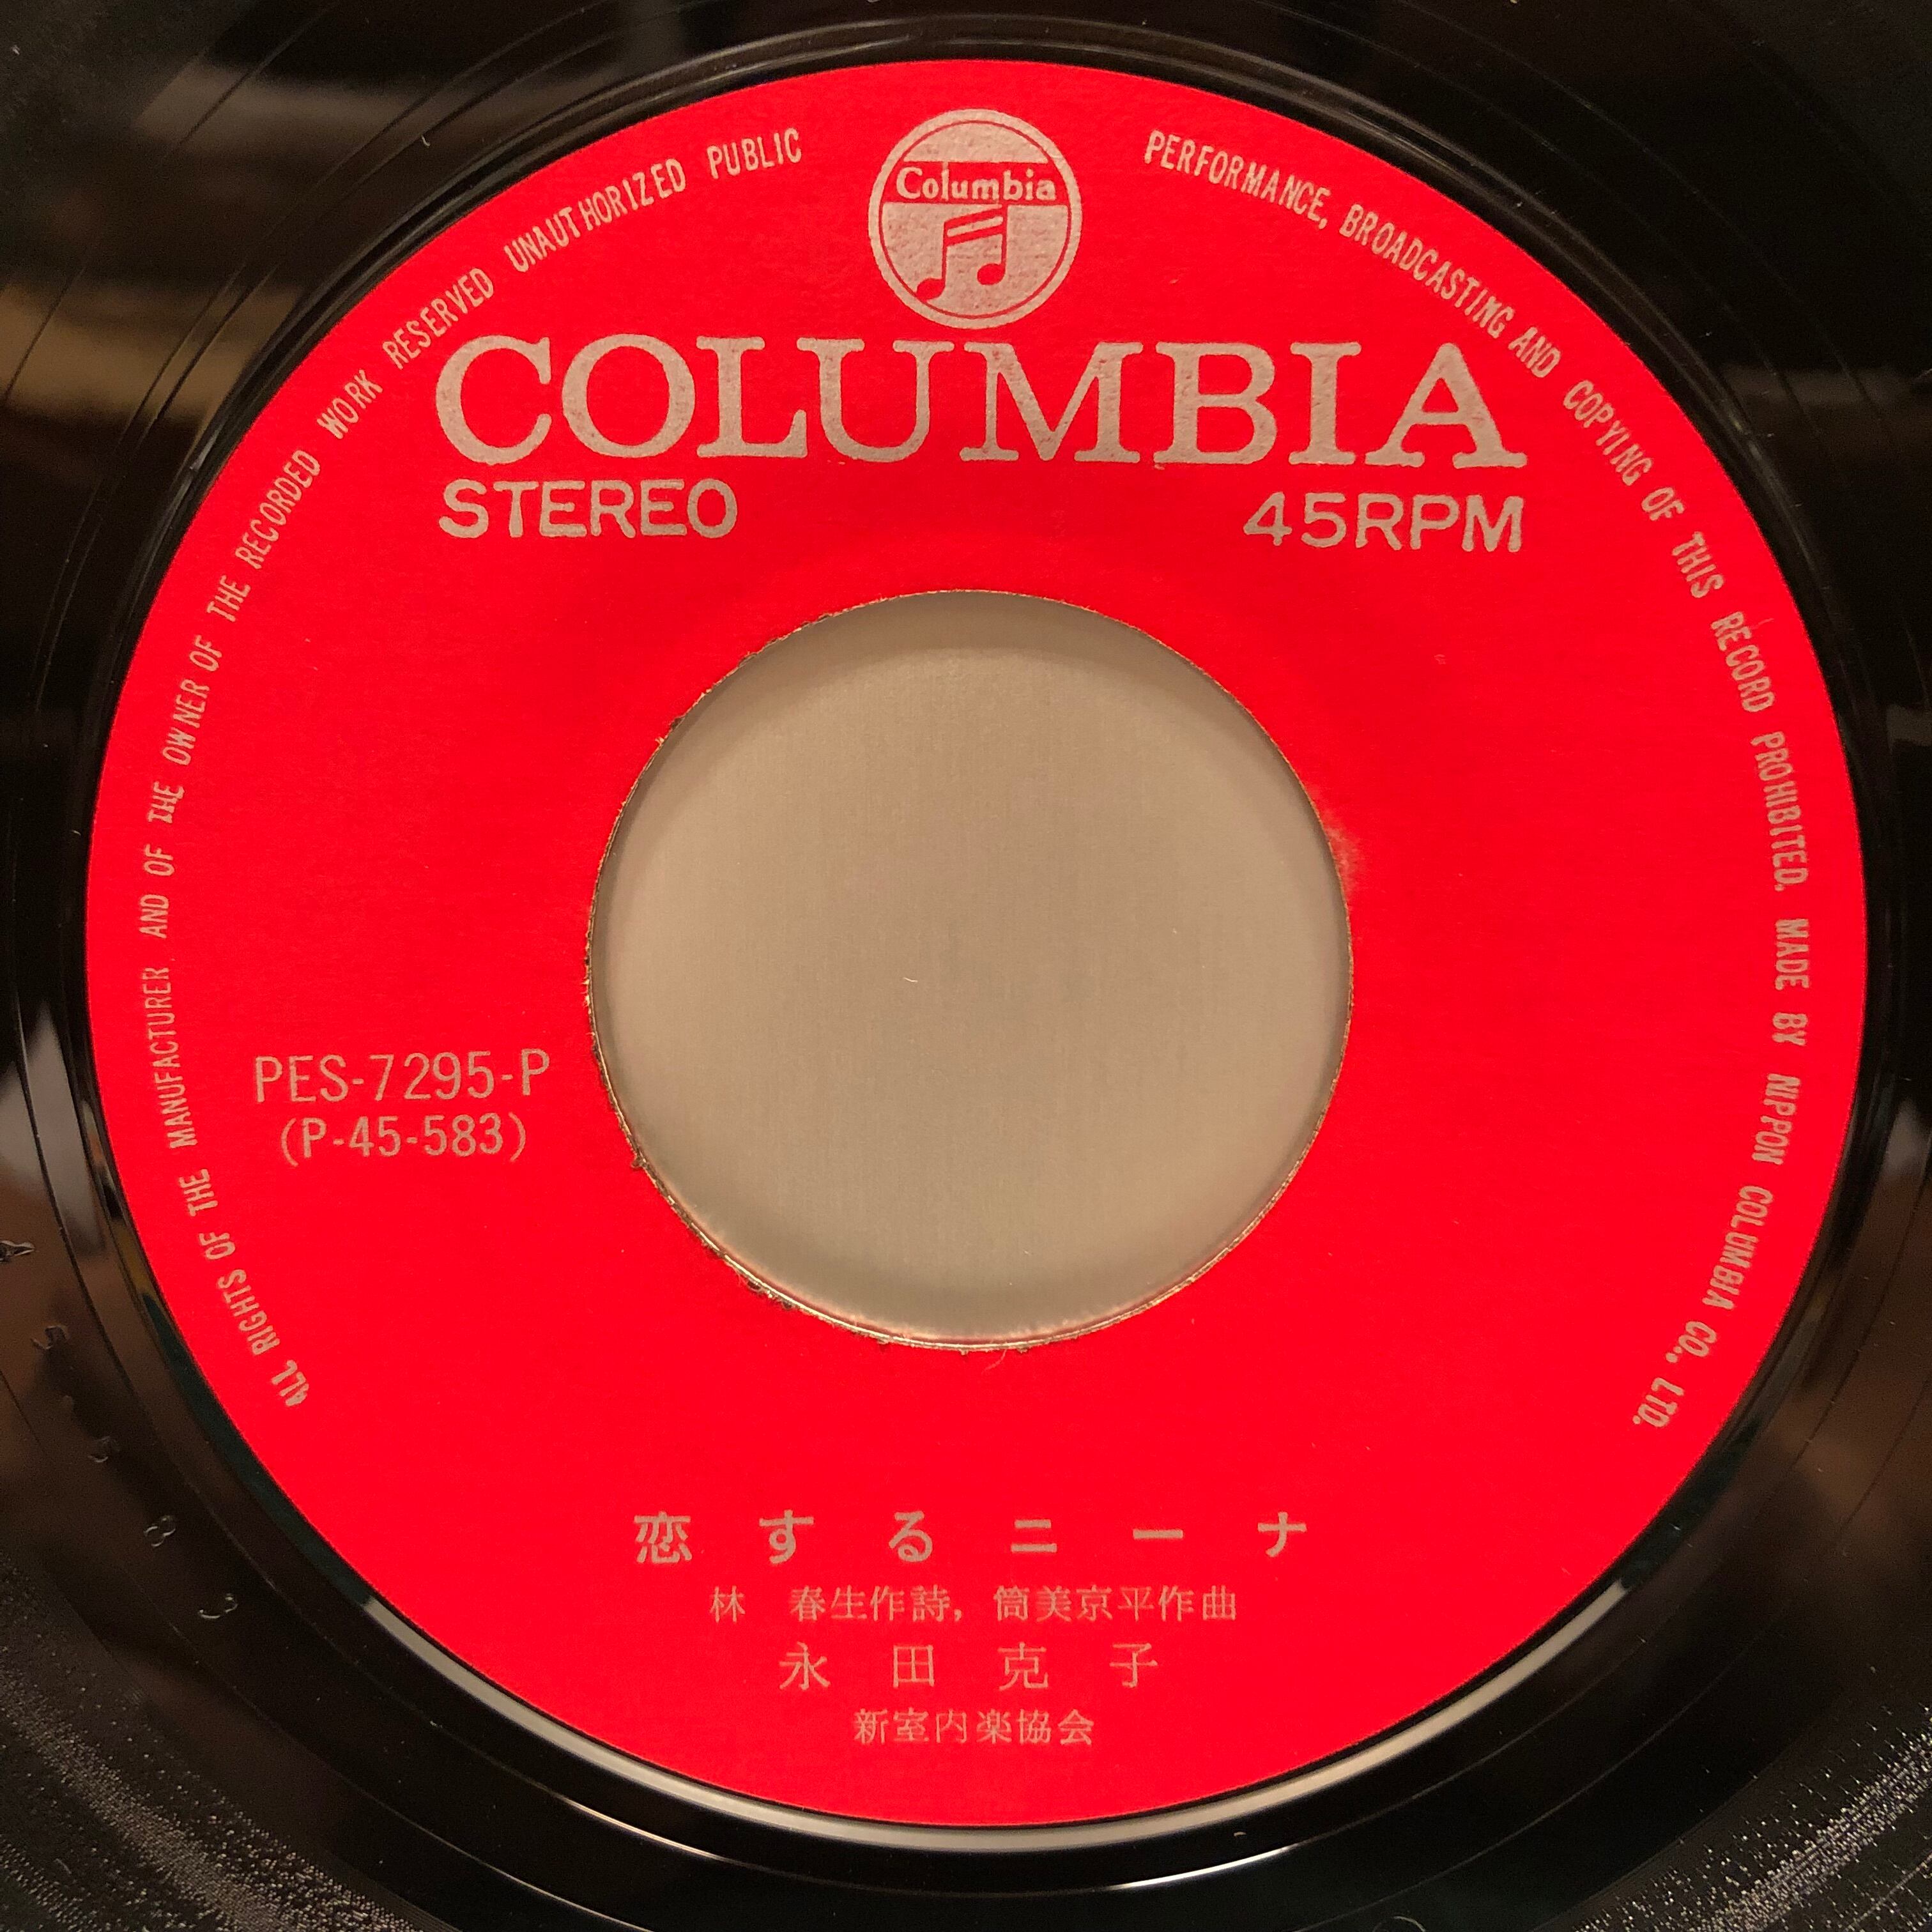 ALL RIGHTS OF THE MANUFACTURER AND OF THE OWNER OF THE RECORDED WORK RESERVED UNAUTHORIZED PUBLIC PERFORMANCE, BROADCASTING AND COPYING OF THIS RECORD PROHIBITED. MADE BY NIPPON COLUMBIA CO., LTD.
Columbia
COLUMBIA
STEREO 45RPM
PES-7295-P
(P-45-583)
恋するニーナ
林 春生作詩, 筒美京平作曲
永田克子
新室内楽協会